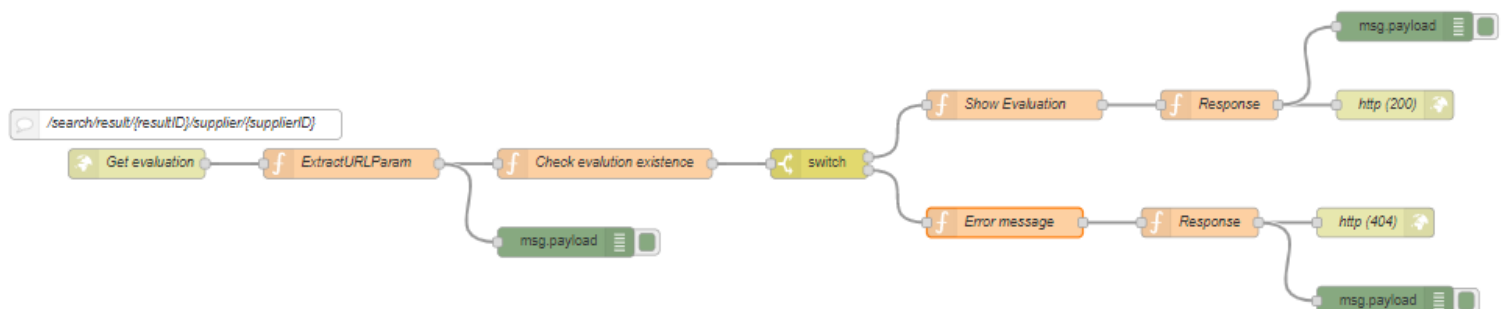 msg.payload
Show Evaluation
Response
http (200)
/search/result/{resultID}/supplier/{supplierID}
Get evaluation
ExtractURLParam
Check evalution existence
switch
Error message
Response
http (404)
msg.payload
msg.payload